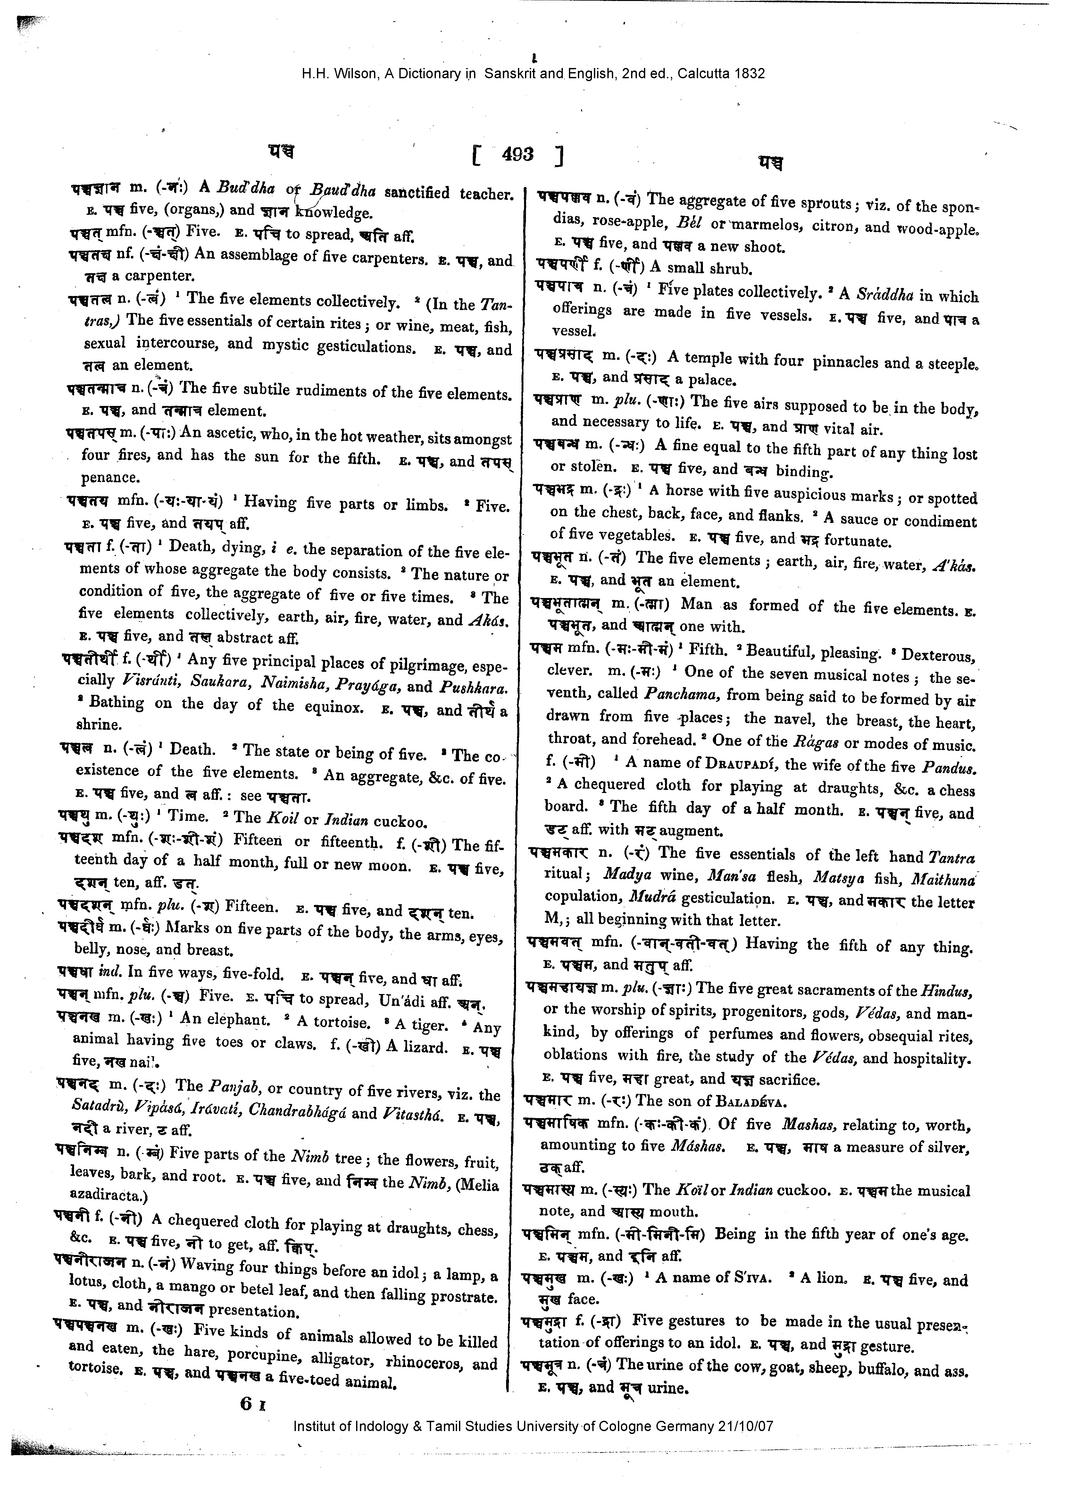 H.H. Wilson, A Dictionary in Sanskrit and English, 2nd ed., Calcutta 1832
पञ्च
[ 493 ]
पञ्च
पञ्चज्ञान m. (-नः) A Bud'dha or Baud'dha sanctified teacher.
E. पञ्च five, (organs,) and ज्ञान knowledge.
पञ्चत् mfn. (-ञ्चत्) Five. E. पचि to spread, अति aff.
पञ्चतक्ष nf. (-क्षं-क्षी) An assemblage of five carpenters. E. पञ्च, and
तक्ष a carpenter.
पञ्चतत्त्व n. (-त्त्वं) ¹ The five elements collectively. ² (In the Tan-
tras,) The five essentials of certain rites; or wine, meat, fish,
sexual intercourse, and mystic gesticulations. E. पञ्च, and
तत्त्व an element.
पञ्चतन्मात्र n. (-त्रं) The five subtile rudiments of the five elements.
E. पञ्च, and तन्मात्र element.
पञ्चतपस् m. (-पाः) An ascetic, who, in the hot weather, sits amongst
four fires, and has the sun for the fifth. E. पञ्च, and तपस्
penance.
पञ्चतय mfn. (-यः-या-यं) ¹ Having five parts or limbs. ² Five.
E. पञ्च five, and तयप् aff.
पञ्चता f. (-ता) ¹ Death, dying, i e. the separation of the five ele-
ments of whose aggregate the body consists. ² The nature or
condition of five, the aggregate of five or five times. ³ The
five elements collectively, earth, air, fire, water, and Akás.
E. पञ्च five, and तल् abstract aff.
पञ्चतीर्थी f. (-र्थी) ¹ Any five principal places of pilgrimage, espe-
cially Visránti, Saukara, Naimisha, Prayága, and Pushkara.
² Bathing on the day of the equinox. E. पञ्च, and तीर्थ a
shrine.
पञ्चत्व n. (-त्वं) ¹ Death. ² The state or being of five. ³ The co-
existence of the five elements. ³ An aggregate, &c. of five.
E. पञ्च five, and त्व aff.: see पञ्चता.
पञ्चथु m. (-थुः) ¹ Time. ² The Koil or Indian cuckoo.
पञ्चदश mfn. (-शः-शी-शं) Fifteen or fifteenth. f. (-शी) The fif-
teenth day of a half month, full or new moon. E. पञ्च five,
दशन् ten, aff. डत्.
पञ्चदशन् mfn. plu. (-श) Fifteen. E. पञ्च five, and दशन् ten.
पञ्चदीर्घ m. (-र्घः) Marks on five parts of the body, the arms, eyes,
belly, nose, and breast.
पञ्चधा ind. In five ways, five-fold. E. पञ्चन् five, and धा aff.
पञ्चन् mfn. plu. (-ञ्च) Five. E. पचि to spread, Un'ádi aff. अन्.
पञ्चनख m. (-खः) ¹ An elephant. ² A tortoise. ³ A tiger. ⁴ Any
animal having five toes or claws. f. (-खी) A lizard. E. पञ्च
five, नख nail.
पञ्चनद m. (-दः) The Panjab, or country of five rivers, viz. the
Satadrù, Vipàsá, Irávatí, Chandrabhágá and Vitasthá. E. पञ्च,
नदी a river, ट aff.
पञ्चनिम्ब n. (-म्बं) Five parts of the Nimb tree; the flowers, fruit,
leaves, bark, and root. E. पञ्च five, and निम्ब the Nimb, (Melia
azadiracta.)
पञ्चनी f. (-नी) A chequered cloth for playing at draughts, chess,
&c. E. पञ्च five, नी to get, aff. क्विप्.
पञ्चनीराजन n. (-नं) Waving four things before an idol; a lamp, a
lotus, cloth, a mango or betel leaf, and then falling prostrate.
E. पञ्च, and नीराजन presentation.
पञ्चपञ्चनख m. (-खः) Five kinds of animals allowed to be killed
and eaten, the hare, porcupine, alligator, rhinoceros, and
tortoise. E. पञ्च, and पञ्चनख a five-toed animal.
6 I
पञ्चपल्लव n. (-वं) The aggregate of five sprouts; viz. of the spon-
dias, rose-apple, Bél or marmelos, citron, and wood-apple.
E. पञ्च five, and पल्लव a new shoot.
पञ्चपर्णी f. (-र्णी) A small shrub.
पञ्चपात्र n. (-त्रं) ¹ Five plates collectively. ² A Sràddha in which
offerings are made in five vessels. E. पञ्च five, and पात्र a
vessel.
पञ्चप्रसाद m. (-दः) A temple with four pinnacles and a steeple.
E. पञ्च, and प्रसाद a palace.
पञ्चप्राण m. plu. (-णाः) The five airs supposed to be in the body,
and necessary to life. E. पञ्च, and प्राण vital air.
पञ्चबन्ध m. (-न्धः) A fine equal to the fifth part of any thing lost
or stolen. E. पञ्च five, and बन्ध binding.
पञ्चभद्र m. (-द्रः) ¹ A horse with five auspicious marks; or spotted
on the chest, back, face, and flanks. ² A sauce or condiment
of five vegetables. E. पञ्च five, and भद्र fortunate.
पञ्चभूत n. (-तं) The five elements; earth, air, fire, water, A'kás.
E. पञ्च, and भूत an element.
पञ्चभूतात्मन् m. (-त्मा) Man as formed of the five elements. E.
पञ्चभूत, and आत्मन् one with.
पञ्चम mfn. (-मः-मी-मं) ¹ Fifth. ² Beautiful, pleasing. ³ Dexterous,
clever. m. (-मः) ¹ One of the seven musical notes; the se-
venth, called Panchama, from being said to be formed by air
drawn from five places; the navel, the breast, the heart,
throat, and forehead. ² One of the Rágas or modes of music.
f. (-मी) ¹ A name of DRAUPADÍ, the wife of the five Pandus.
² A chequered cloth for playing at draughts, &c. a chess
board. ³ The fifth day of a half month. E. पञ्चन् five, and
डट् aff. with मट् augment.
पञ्चमकार n. (-रं) The five essentials of the left hand Tantra
ritual; Madya wine, Man'sa flesh, Matsya fish, Maithuna
copulation, Mudrá gesticulation. E. पञ्च, and मकार the letter
M,; all beginning with that letter.
पञ्चमवत् mfn. (-वान्-वती-वत्) Having the fifth of any thing.
E. पञ्चम, and मतुप् aff.
पञ्चमहायज्ञ m. plu. (-ज्ञाः) The five great sacraments of the Hindus,
or the worship of spirits, progenitors, gods, Védas, and man-
kind, by offerings of perfumes and flowers, obsequial rites,
oblations with fire, the study of the Védas, and hospitality.
E. पञ्च five, महा great, and यज्ञ sacrifice.
पञ्चमार m. (-रः) The son of BALADÉVA.
पञ्चमाषिक mfn. (-कः-की-कं) Of five Mashas, relating to, worth,
amounting to five Máshas. E. पञ्च, माष a measure of silver,
ठक् aff.
पञ्चमास्य m. (-स्यः) The Koïl or Indian cuckoo. E. पञ्चम the musical
note, and आस्य mouth.
पञ्चमिन् mfn. (-मी-मिनी-मि) Being in the fifth year of one's age.
E. पञ्चम, and इनि aff.
पञ्चमुख m. (-खः) ¹ A name of S'IVA. ² A lion. E. पञ्च five, and
मुख face.
पञ्चमुद्रा f. (-द्रा) Five gestures to be made in the usual presen-
tation of offerings to an idol. E. पञ्च, and मुद्रा gesture.
पञ्चमूत्र n. (-त्रं) The urine of the cow, goat, sheep, buffalo, and ass.
E. पञ्च, and मूत्र urine.
Institut of Indology & Tamil Studies University of Cologne Germany 21/10/07